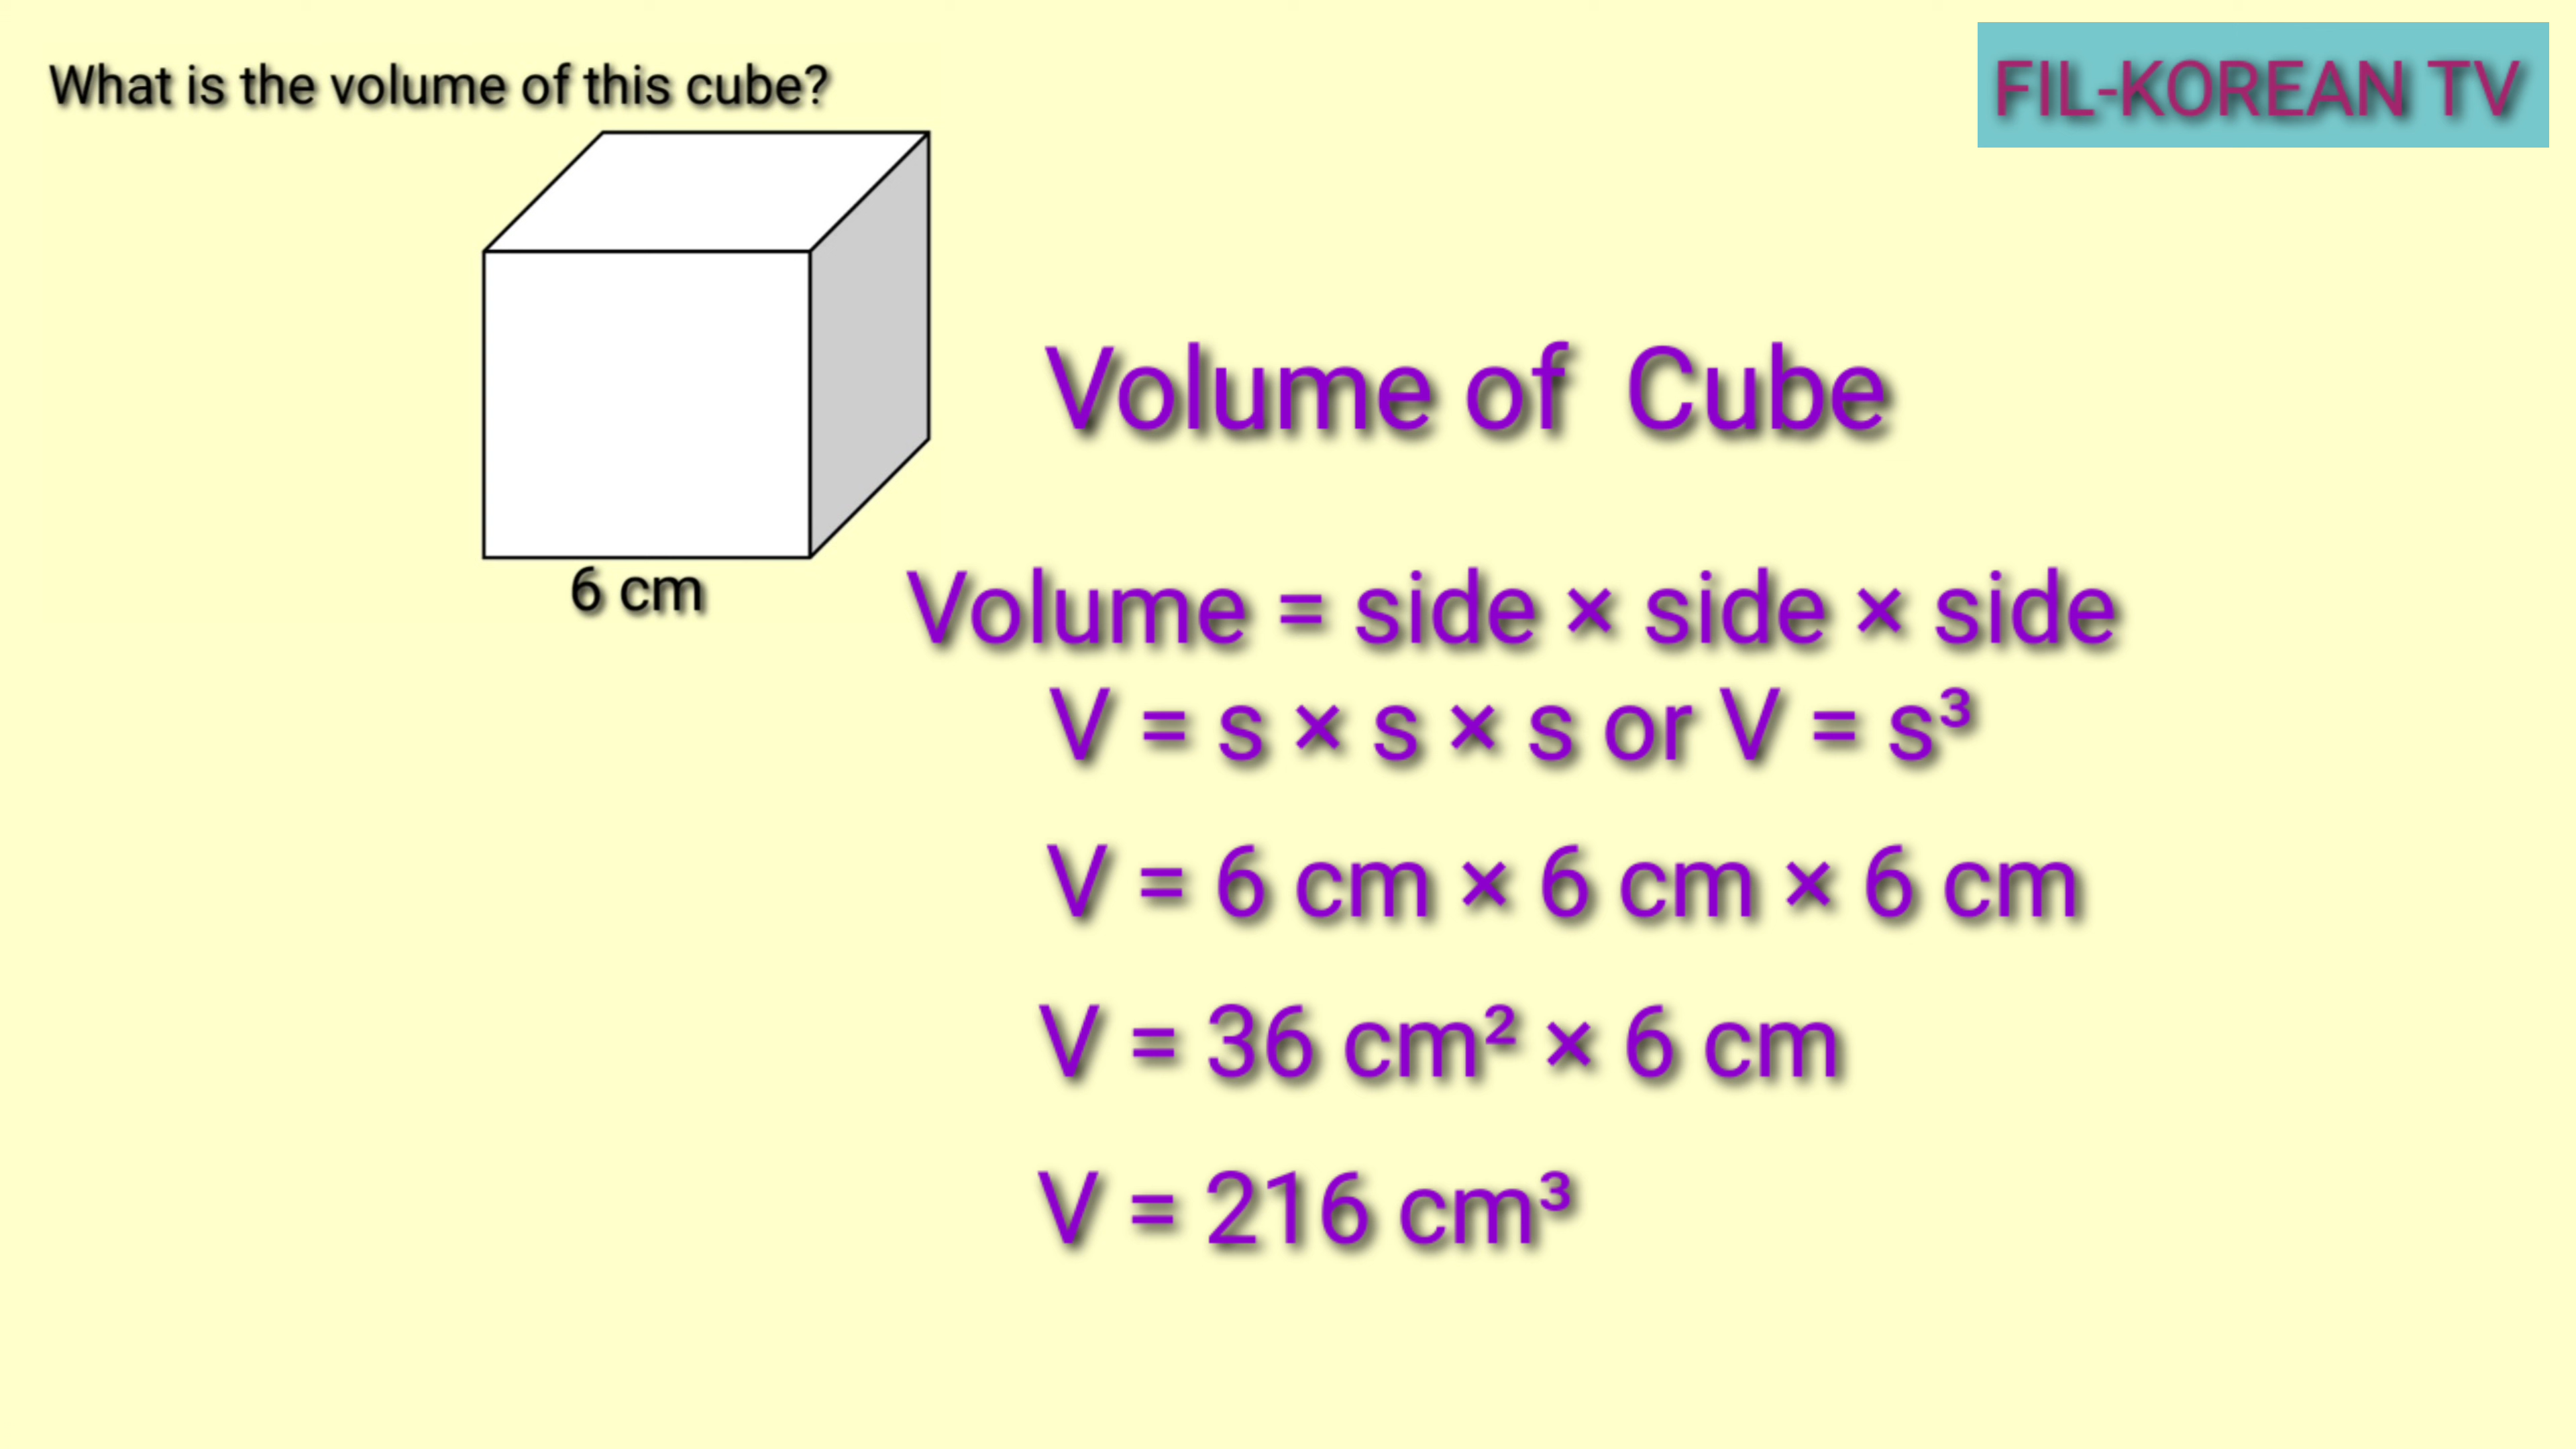 What is the volume of this cube?
FIL-KOREAN TV
6 cm
Volume of Cube
Volume = side × side × side
V = s × s × s or V = s³
V = 6 cm × 6 cm × 6 cm
V = 36 cm² × 6 cm
V = 216 cm³